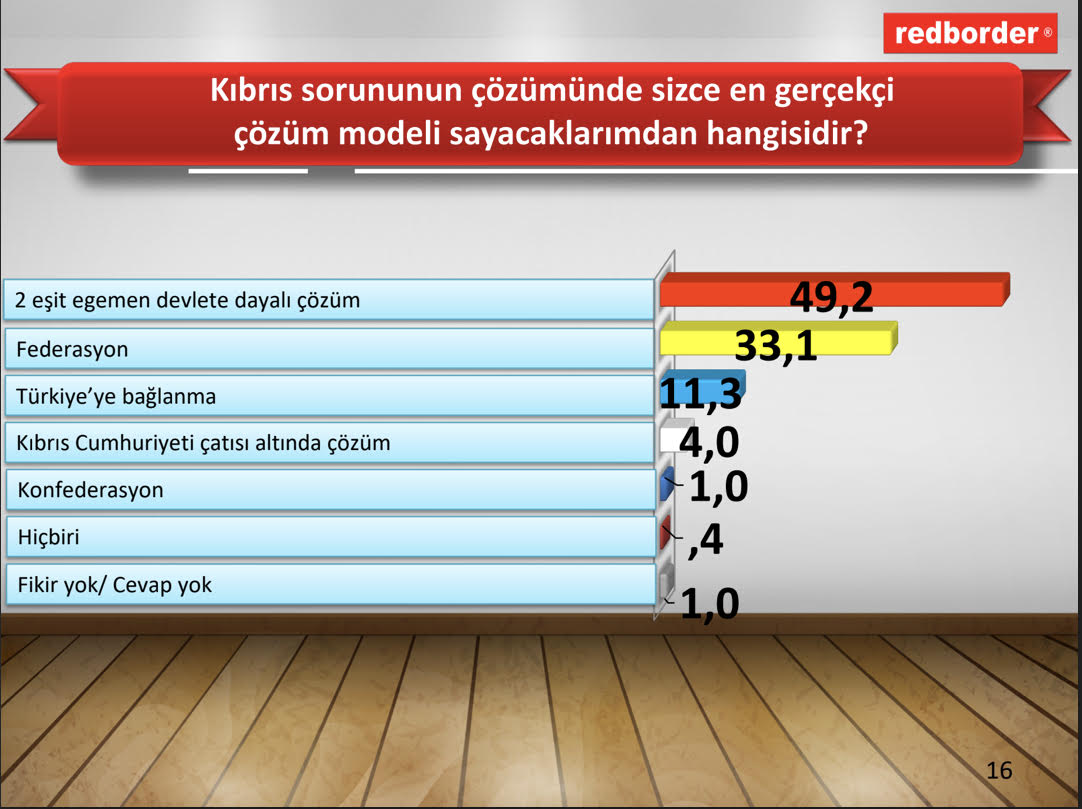 redborder ®
Kıbrıs sorununun çözümünde sizce en gerçekçi
çözüm modeli sayacaklarımdan hangisidir?
2 eşit egemen devlete dayalı çözüm 49,2
Federasyon 33,1
Türkiye’ye bağlanma 11,3
Kıbrıs Cumhuriyeti çatısı altında çözüm 4,0
Konfederasyon 1,0
Hiçbiri ,4
Fikir yok/ Cevap yok 1,0
16